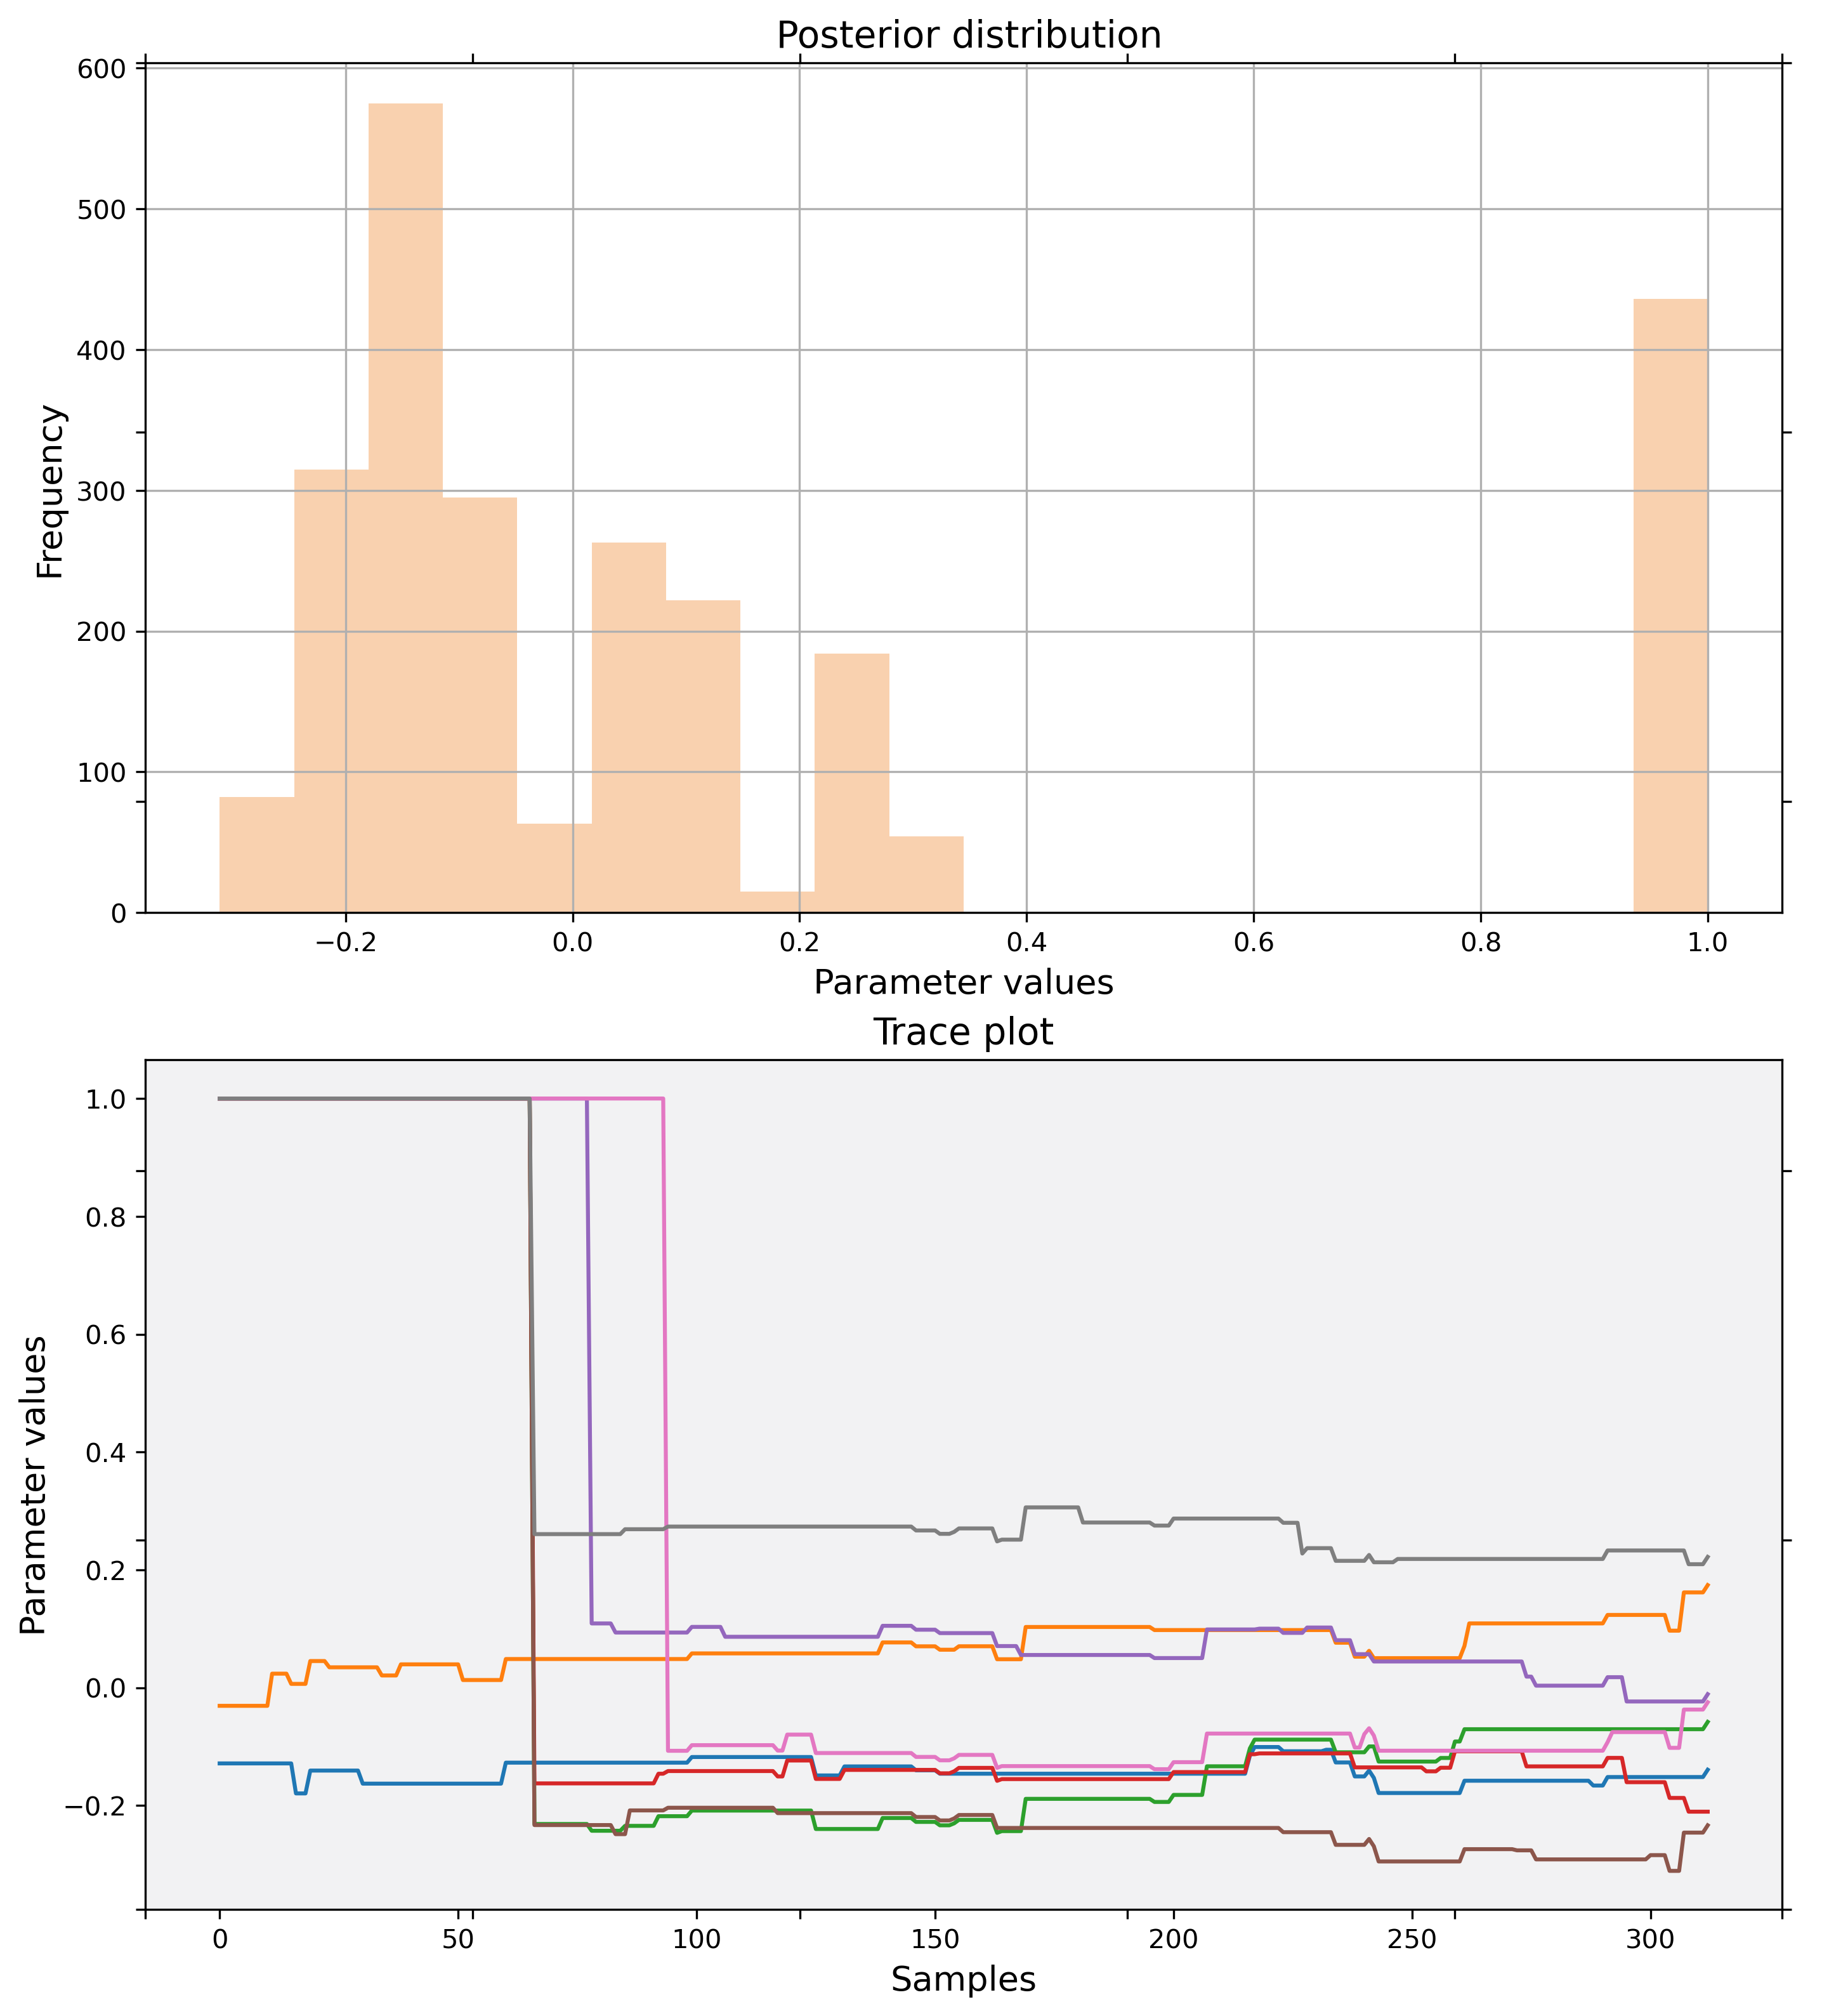 Posterior distribution
600
500
400
300
200
100
0
Frequency
−0.2 0.0 0.2 0.4 0.6 0.8 1.0
Parameter values
Trace plot
1.0
0.8
0.6
0.4
0.2
0.0
−0.2
Parameter values
0 50 100 150 200 250 300
Samples